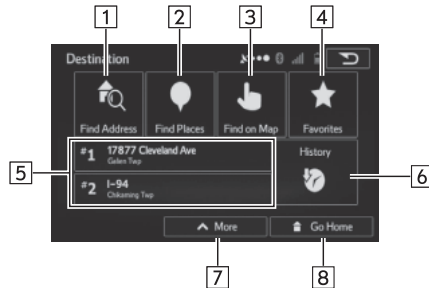 1 2 3 4
Destination
Find Address Find Places Find on Map Favorites
5 #1 17877 Cleveland Ave
Galen Twp
History
6
#2 I-94
Chikaming Twp
More Go Home
7 8